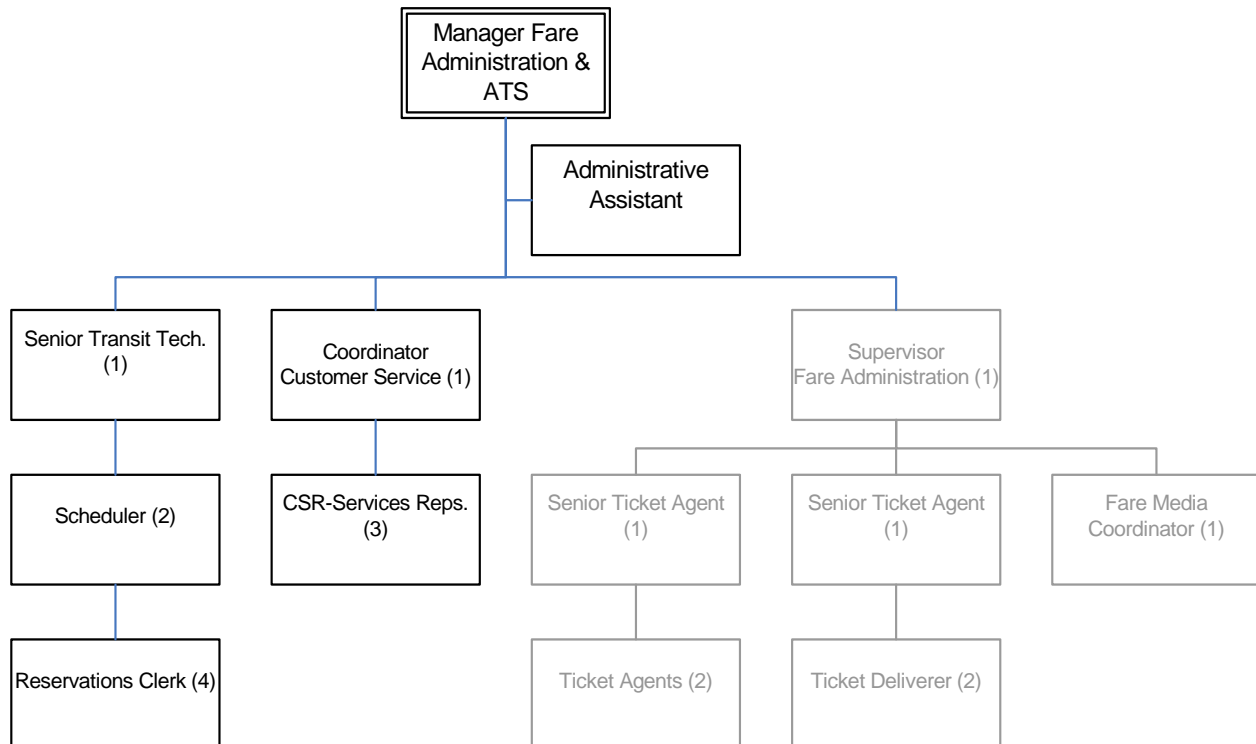 Manager Fare
Administration &
ATS
Administrative
Assistant
Senior Transit Tech.
(1)
Coordinator
Customer Service (1)
Supervisor
Fare Administration (1)
Scheduler (2)
CSR-Services Reps.
(3)
Senior Ticket Agent
(1)
Senior Ticket Agent
(1)
Fare Media
Coordinator (1)
Reservations Clerk (4)
Ticket Agents (2)
Ticket Deliverer (2)